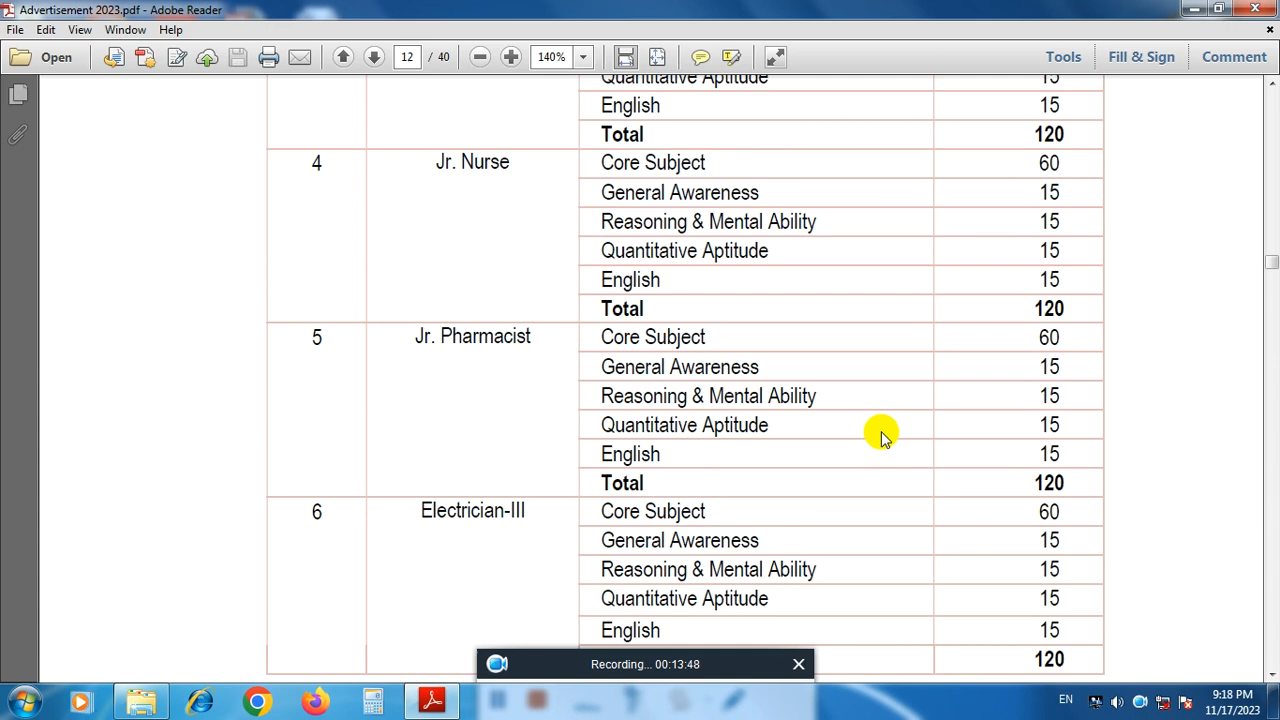 Advertisement 2023.pdf - Adobe Reader
File Edit View Window Help
Open 12 / 40 140% Tools Fill & Sign Comment
Quantitative Aptitude 15
English 15
Total 120
4 Jr. Nurse Core Subject 60
General Awareness 15
Reasoning & Mental Ability 15
Quantitative Aptitude 15
English 15
Total 120
5 Jr. Pharmacist Core Subject 60
General Awareness 15
Reasoning & Mental Ability 15
Quantitative Aptitude 15
English 15
Total 120
6 Electrician-III Core Subject 60
General Awareness 15
Reasoning & Mental Ability 15
Quantitative Aptitude 15
English 15
120
Recording... 00:13:48
EN 9:18 PM
11/17/2023